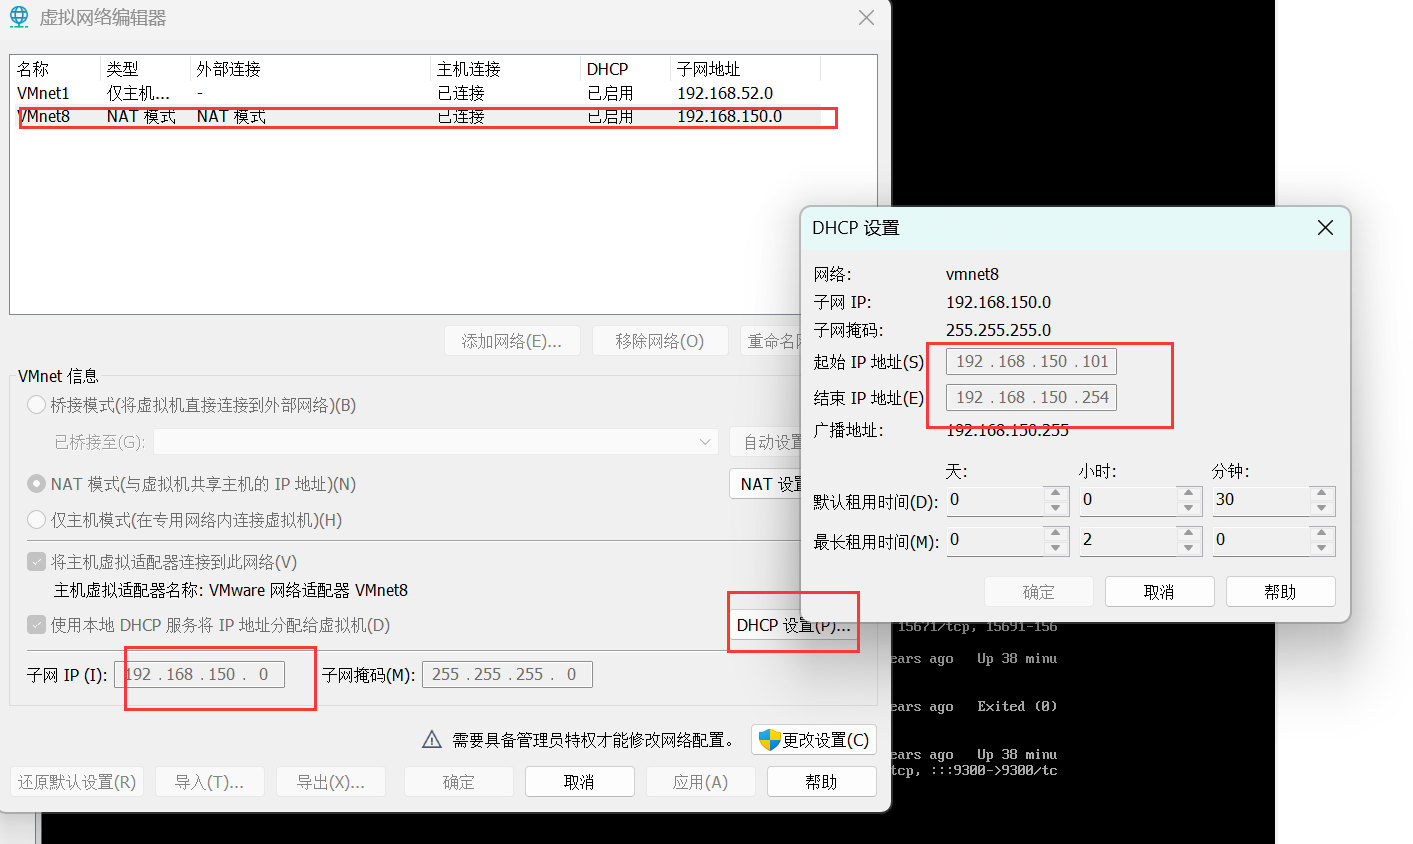 虚拟网络编辑器
名称 类型 外部连接 主机连接 DHCP 子网地址
VMnet1 仅主机... - 已连接 已启用 192.168.52.0
VMnet8 NAT 模式 NAT 模式 已连接 已启用 192.168.150.0
添加网络(E)... 移除网络(O) 重命名
VMnet 信息
桥接模式(将虚拟机直接连接到外部网络)(B)
已桥接至(G): 自动设置
NAT 模式(与虚拟机共享主机的 IP 地址)(N) NAT 设置
仅主机模式(在专用网络内连接虚拟机)(H)
将主机虚拟适配器连接到此网络(V)
主机虚拟适配器名称: VMware 网络适配器 VMnet8
使用本地 DHCP 服务将 IP 地址分配给虚拟机(D) DHCP 设置(P)...
子网 IP (I): 192 . 168 . 150 . 0 子网掩码(M): 255 . 255 . 255 . 0
需要具备管理员特权才能修改网络配置。 更改设置(C)
还原默认设置(R) 导入(T)... 导出(X)... 确定 取消 应用(A) 帮助
DHCP 设置
网络: vmnet8
子网 IP: 192.168.150.0
子网掩码: 255.255.255.0
起始 IP 地址(S) 192 . 168 . 150 . 101
结束 IP 地址(E) 192 . 168 . 150 . 254
广播地址: 192.168.150.255
天: 小时: 分钟:
默认租用时间(D): 0 0 30
最长租用时间(M): 0 2 0
确定 取消 帮助
15671/tcp, 15691-156
ears ago Up 38 minu
ears ago Exited (0)
ears ago Up 38 minu
tcp, :::9300->9300/tc